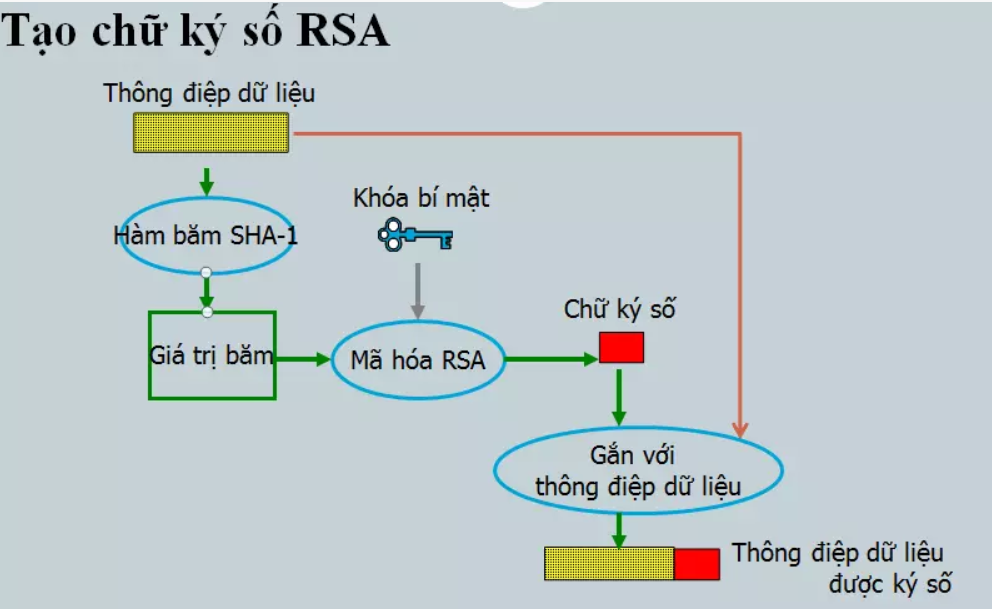 Tạo chữ ký số RSA
Thông điệp dữ liệu
Khóa bí mật
Hàm băm SHA-1
Chữ ký số
Giá trị băm
Mã hóa RSA
Gắn với
thông điệp dữ liệu
Thông điệp dữ liệu
được ký số